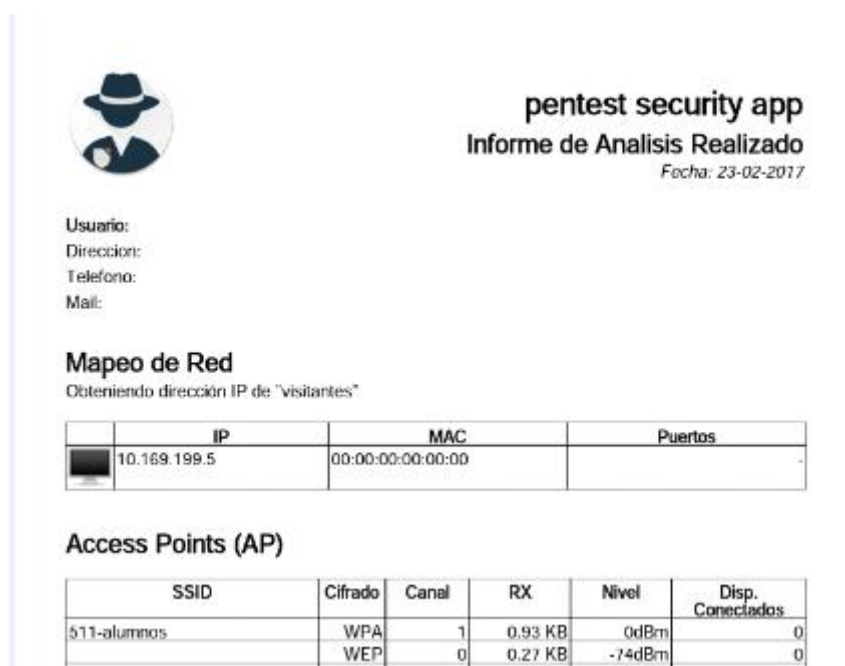 pentest security app
Informe de Analisis Realizado
Fecha: 23-02-2017
Usuario:
Direccion:
Telefono:
Mail:
Mapeo de Red
Obteniendo dirección IP de "visitantes"
IP MAC Puertos
10.169.199.5 00:00:00:00:00:00 -
Access Points (AP)
SSID Cifrado Canal RX Nivel Disp. Conectados
511-alumnos WPA 1 0.93 KB 0dBm 0
WEP 0 0.27 KB -74dBm 0